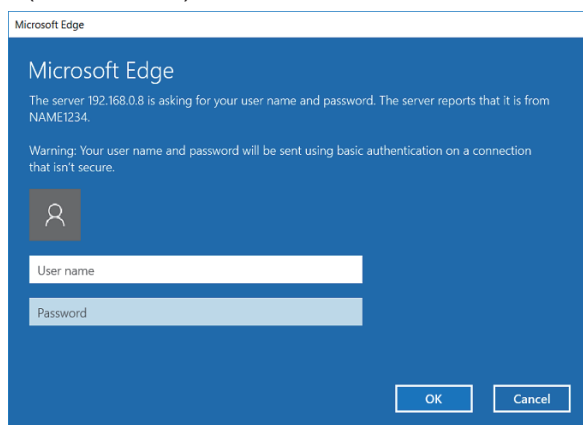 Microsoft Edge
Microsoft Edge
The server 192.168.0.8 is asking for your user name and password. The server reports that it is from
NAME1234.
Warning: Your user name and password will be sent using basic authentication on a connection
that isn't secure.
User name
Password
OK
Cancel